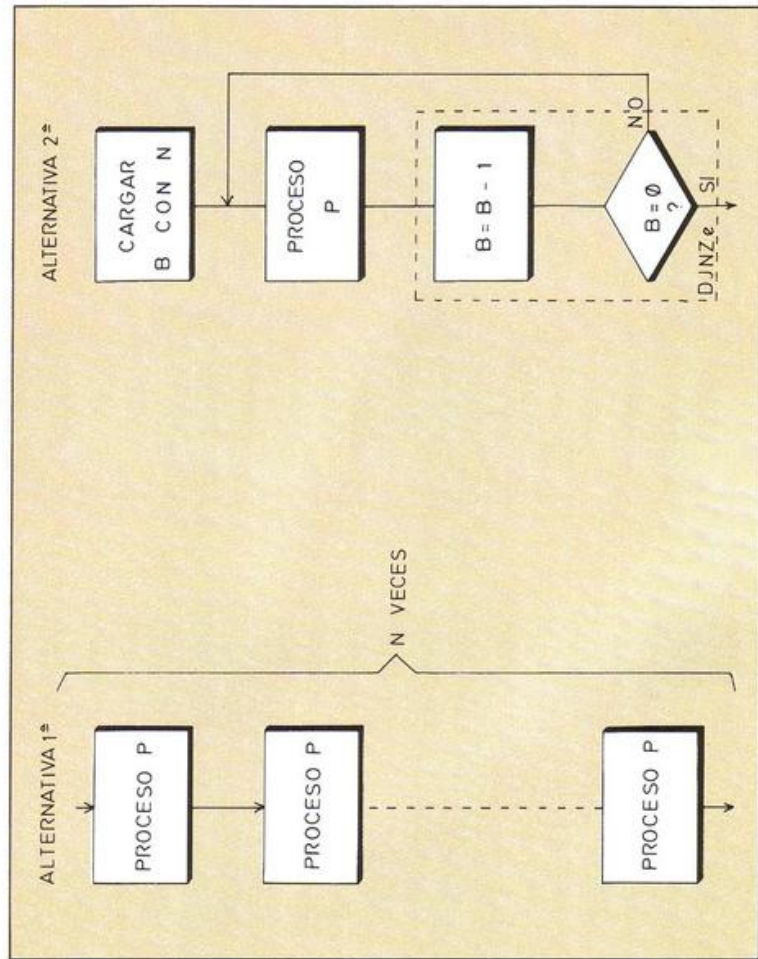 ALTERNATIVA 1ª
PROCESO P
PROCESO P
PROCESO P
N VECES
ALTERNATIVA 2ª
CARGAR
B CON N
PROCESO
P
B = B - 1
B = Ø
?
NO
DJNZ e
SI